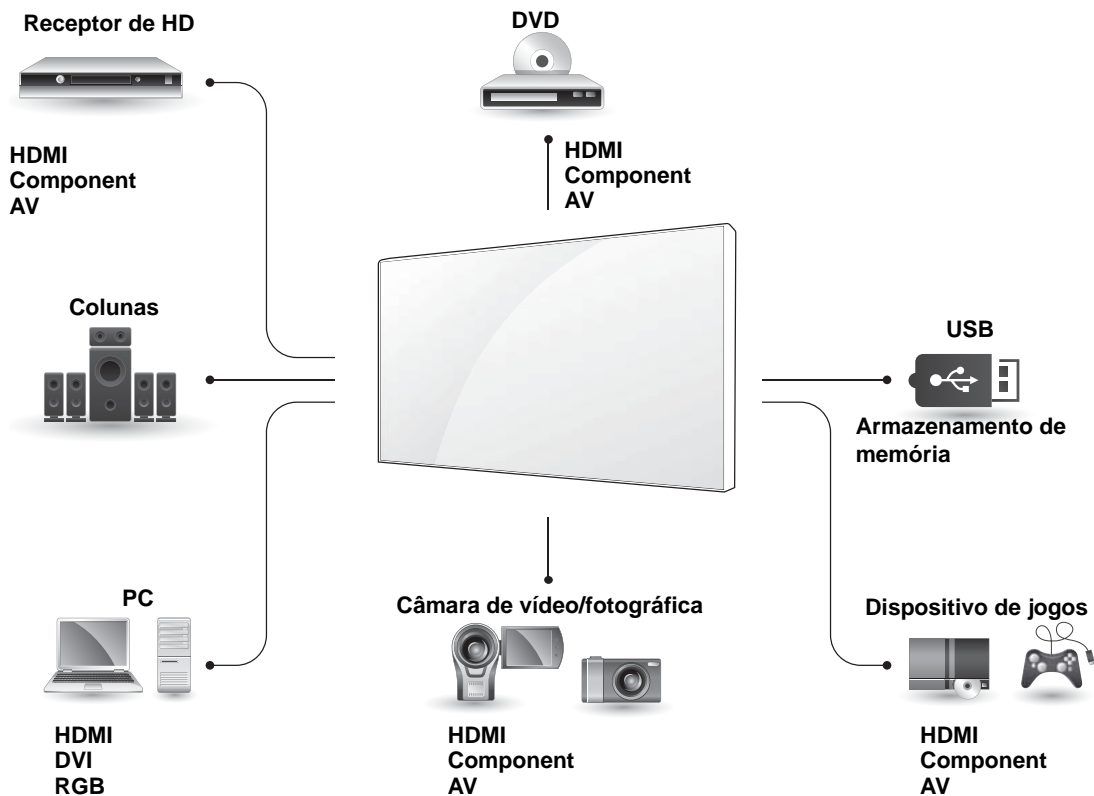 Receptor de HD
HDMI
Component
AV
DVD
HDMI
Component
AV
Colunas
USB
Armazenamento de
memória
PC
HDMI
DVI
RGB
Câmara de vídeo/fotográfica
HDMI
Component
AV
Dispositivo de jogos
HDMI
Component
AV